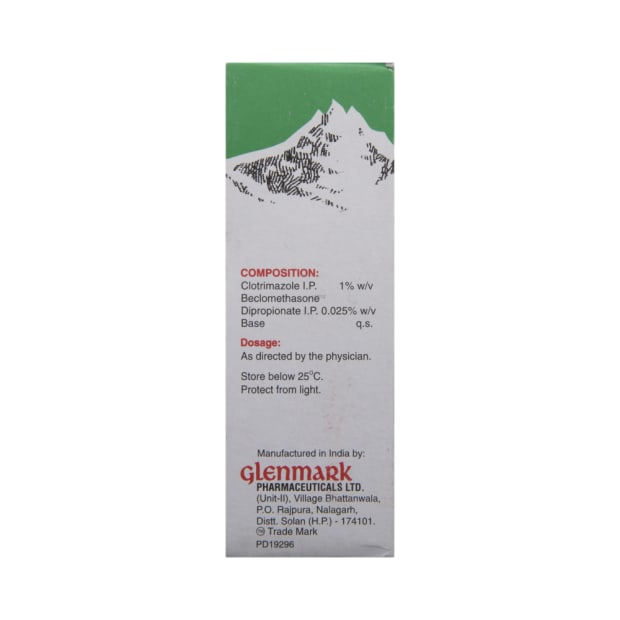 COMPOSITION:
Clotrimazole I.P. 1% w/v
Beclomethasone
Dipropionate I.P. 0.025% w/v
Base q.s.
Dosage:
As directed by the physician.
Store below 25°C.
Protect from light.
Manufactured in India by:
Glenmark
PHARMACEUTICALS LTD.
(Unit-II), Village Bhattanwala,
P.O. Rajpura, Nalagarh,
Distt. Solan (H.P.) - 174101.
TM Trade Mark
PD19296